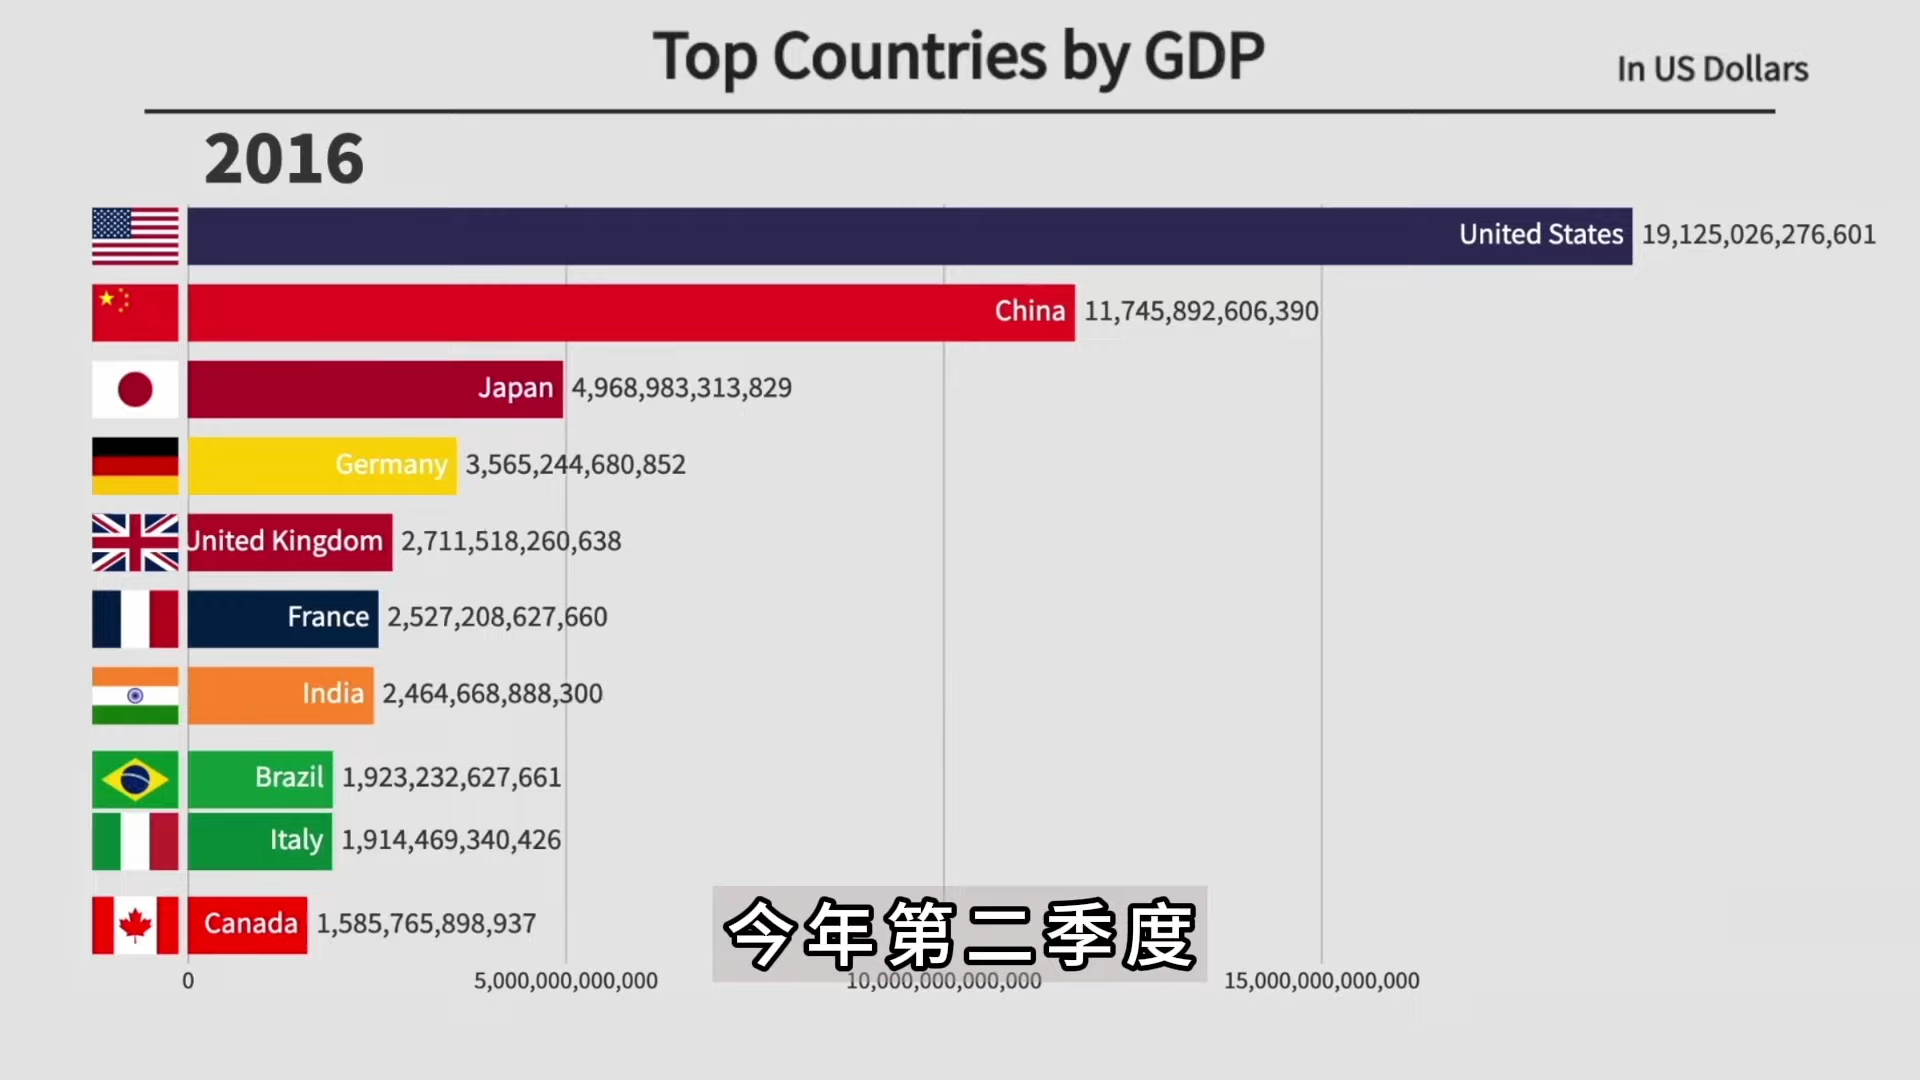 Top Countries by GDP
In US Dollars
2016
United States 19,125,026,276,601
China 11,745,892,606,390
Japan 4,968,983,313,829
Germany 3,565,244,680,852
United Kingdom 2,711,518,260,638
France 2,527,208,627,660
India 2,464,668,888,300
Brazil 1,923,232,627,661
Italy 1,914,469,340,426
Canada 1,585,765,898,937
今年第二季度
0 5,000,000,000,000 10,000,000,000,000 15,000,000,000,000